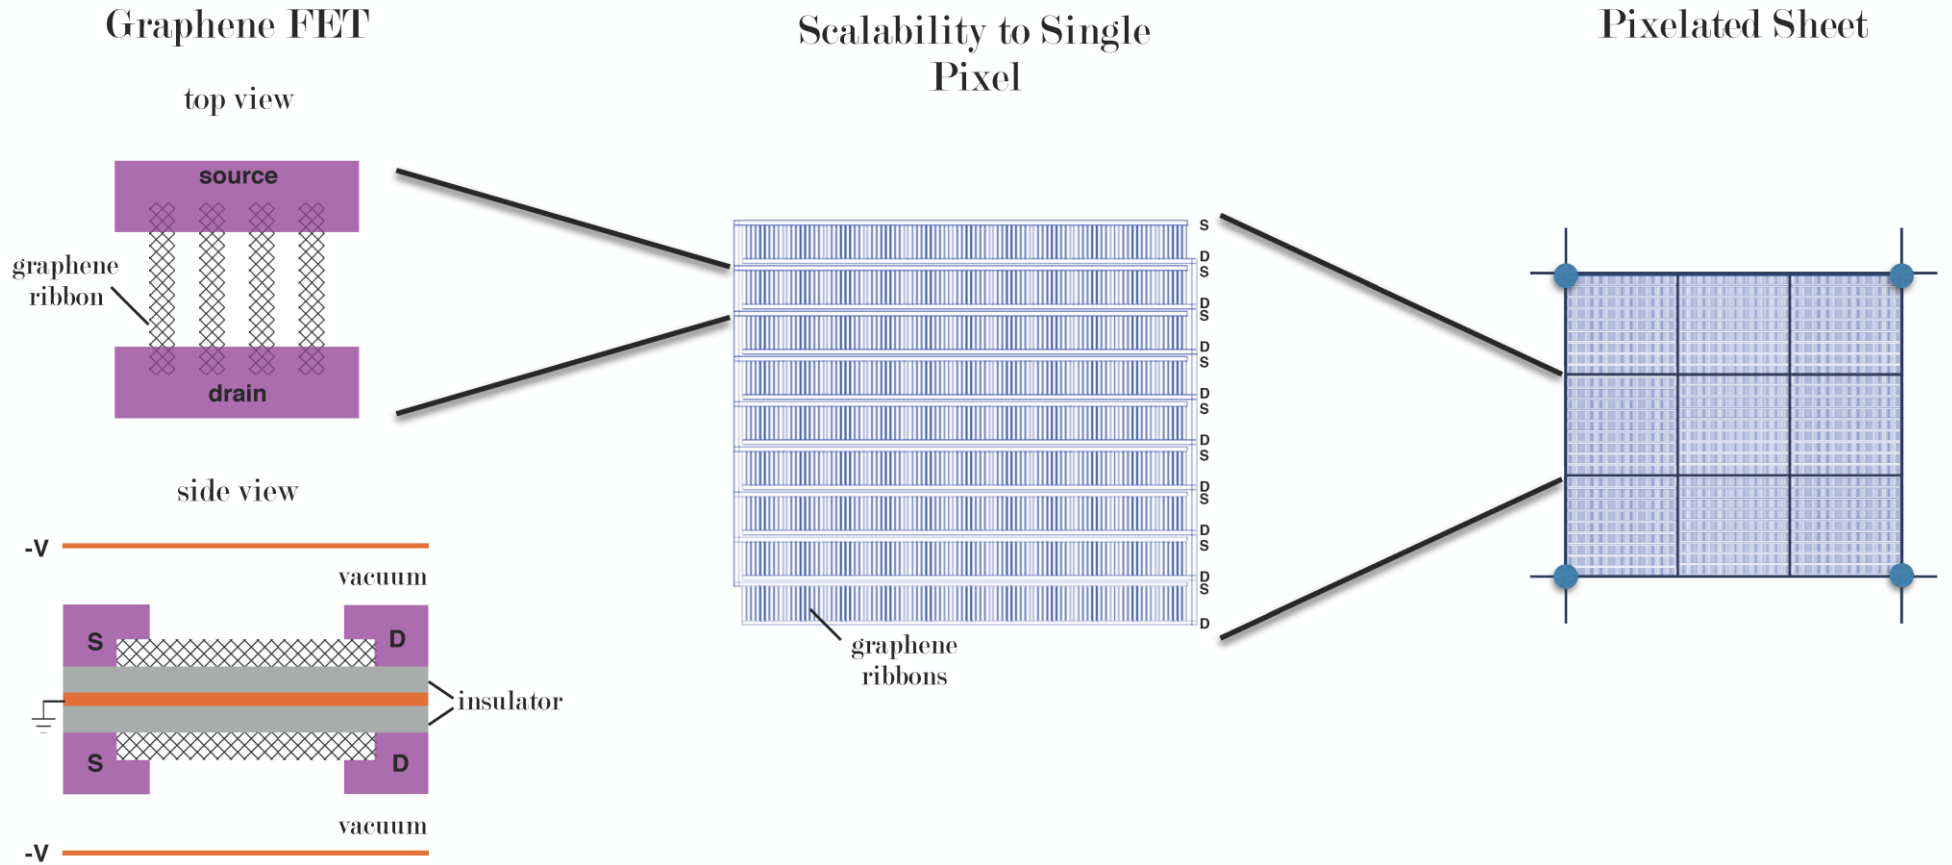 Graphene FET
top view
source
graphene
ribbon
drain
side view
-V
vacuum
S
D
insulator
S
D
vacuum
-V
Scalability to Single
Pixel
S
D
S
D
S
D
S
D
S
D
S
D
S
D
S
D
S
D
graphene
ribbons
Pixelated Sheet